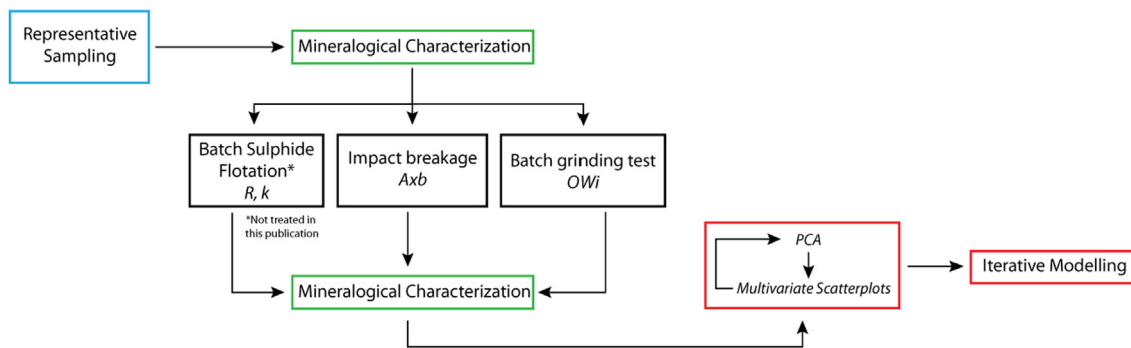 Representative
Sampling
Mineralogical Characterization
Batch Sulphide
Flotation*
R, k
Impact breakage
Axb
Batch grinding test
OWi
*Not treated in
this publication
Mineralogical Characterization
PCA
Multivariate Scatterplots
Iterative Modelling